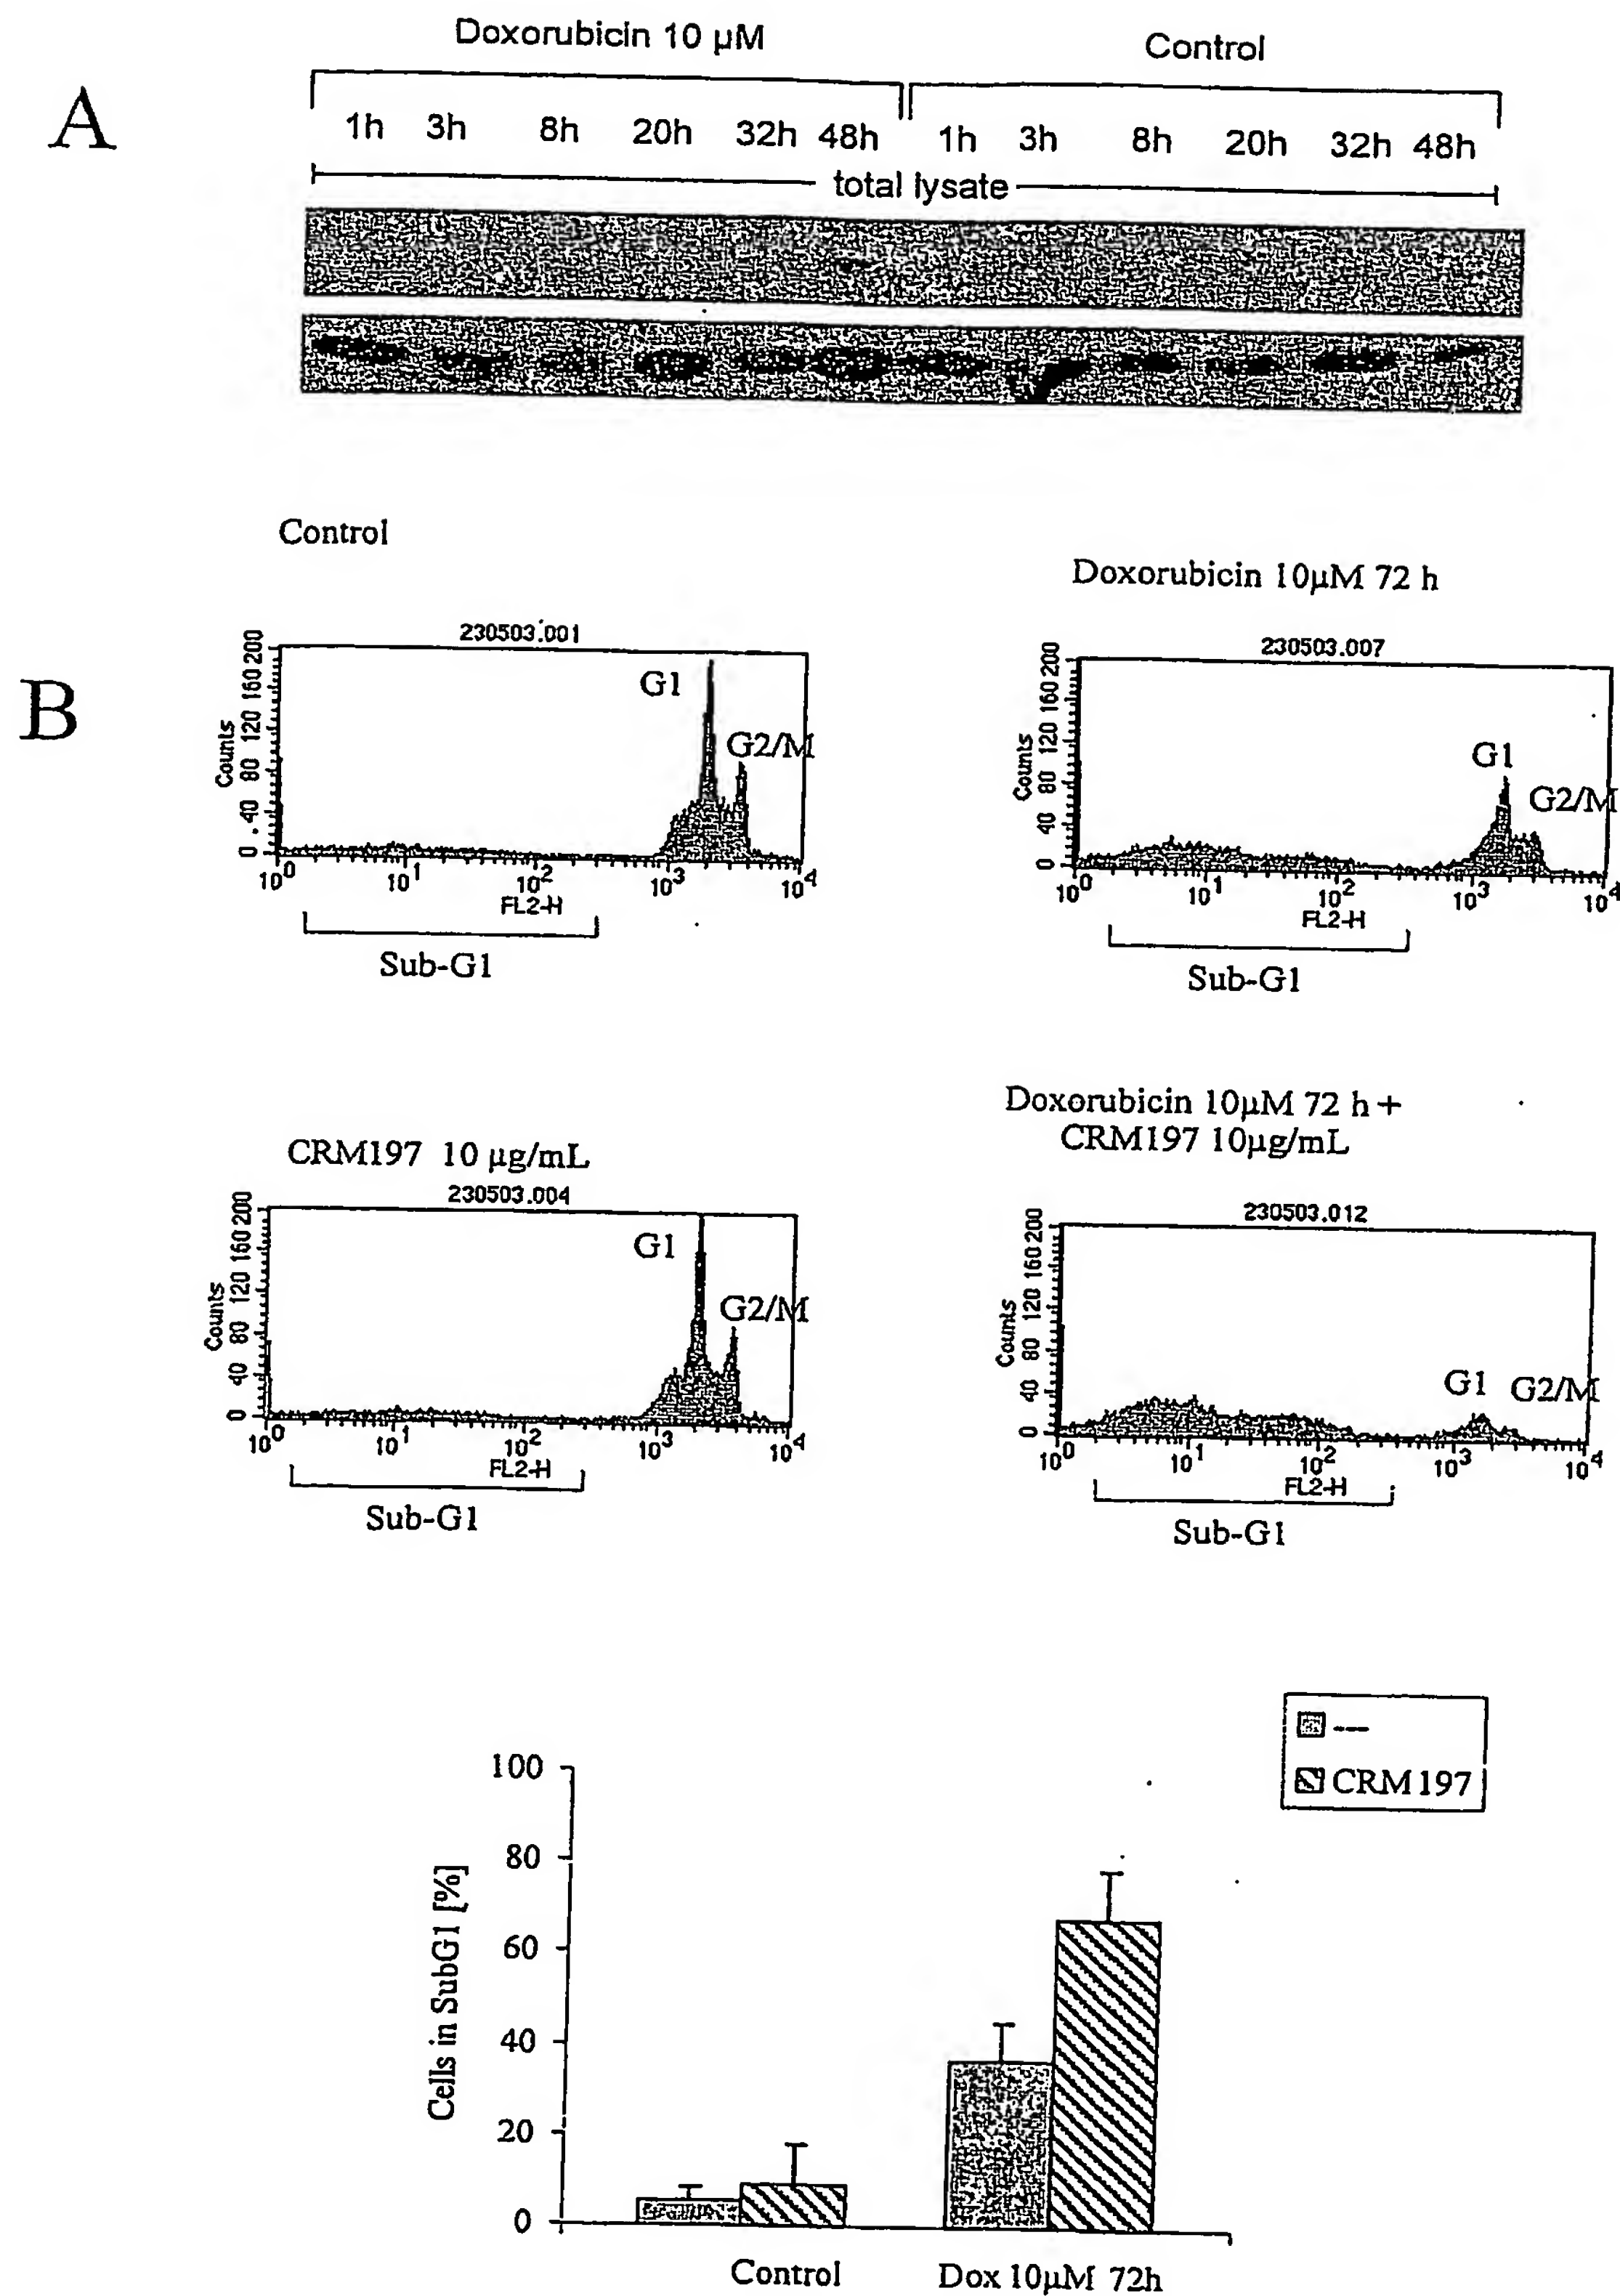 A
Doxorubicin 10 µM
Control
1h 3h 8h 20h 32h 48h 1h 3h 8h 20h 32h 48h
total lysate
B
Control
230503.001
Counts
0 40 80 120 160 200
G1
G2/M
10^0 10^1 10^2 10^3 10^4
FL2-H
Sub-G1
Doxorubicin 10µM 72 h
230503.007
Counts
0 40 80 120 160 200
G1
G2/M
10^0 10^1 10^2 10^3 10^4
FL2-H
Sub-G1
CRM197 10 µg/mL
230503.004
Counts
0 40 80 120 160 200
G1
G2/M
10^0 10^1 10^2 10^3 10^4
FL2-H
Sub-G1
Doxorubicin 10µM 72 h +
CRM197 10µg/mL
230503.012
Counts
0 40 80 120 160 200
G1 G2/M
10^0 10^1 10^2 10^3 10^4
FL2-H
Sub-G1
---
CRM197
Cells in SubG1 [%]
100
80
60
40
20
0
Control Dox 10µM 72h